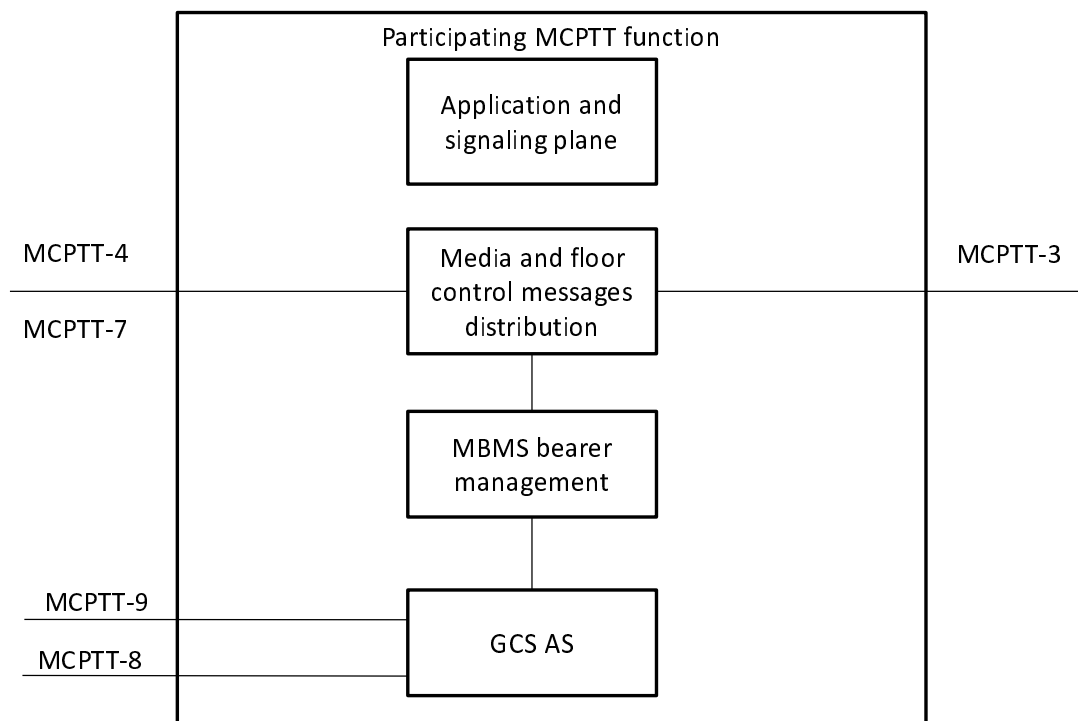 Participating MCPTT function
Application and
signaling plane
MCPTT-4
MCPTT-3
Media and floor
control messages
distribution
MCPTT-7
MBMS bearer
management
MCPTT-9
GCS AS
MCPTT-8